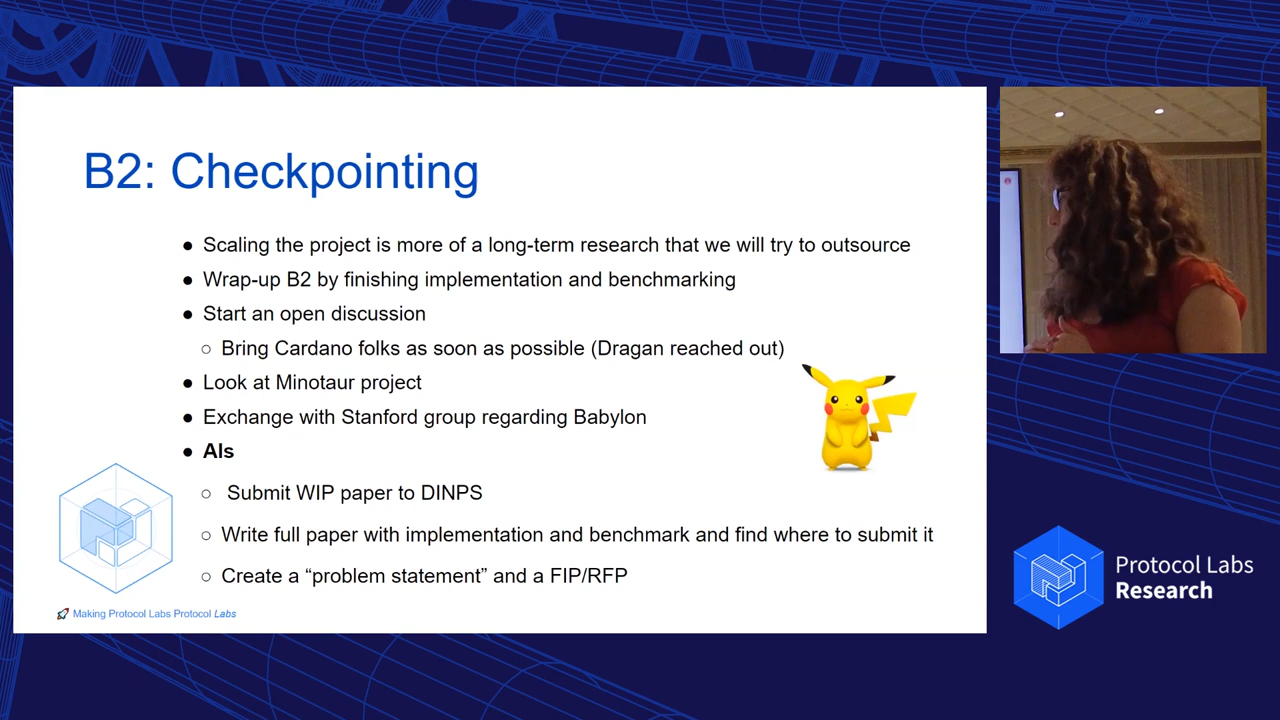 B2: Checkpointing
● Scaling the project is more of a long-term research that we will try to outsource
● Wrap-up B2 by finishing implementation and benchmarking
● Start an open discussion
○ Bring Cardano folks as soon as possible (Dragan reached out)
● Look at Minotaur project
● Exchange with Stanford group regarding Babylon
● AIs
○ Submit WIP paper to DINPS
○ Write full paper with implementation and benchmark and find where to submit it
○ Create a “problem statement” and a FIP/RFP
Making Protocol Labs Protocol Labs
Protocol Labs
Research